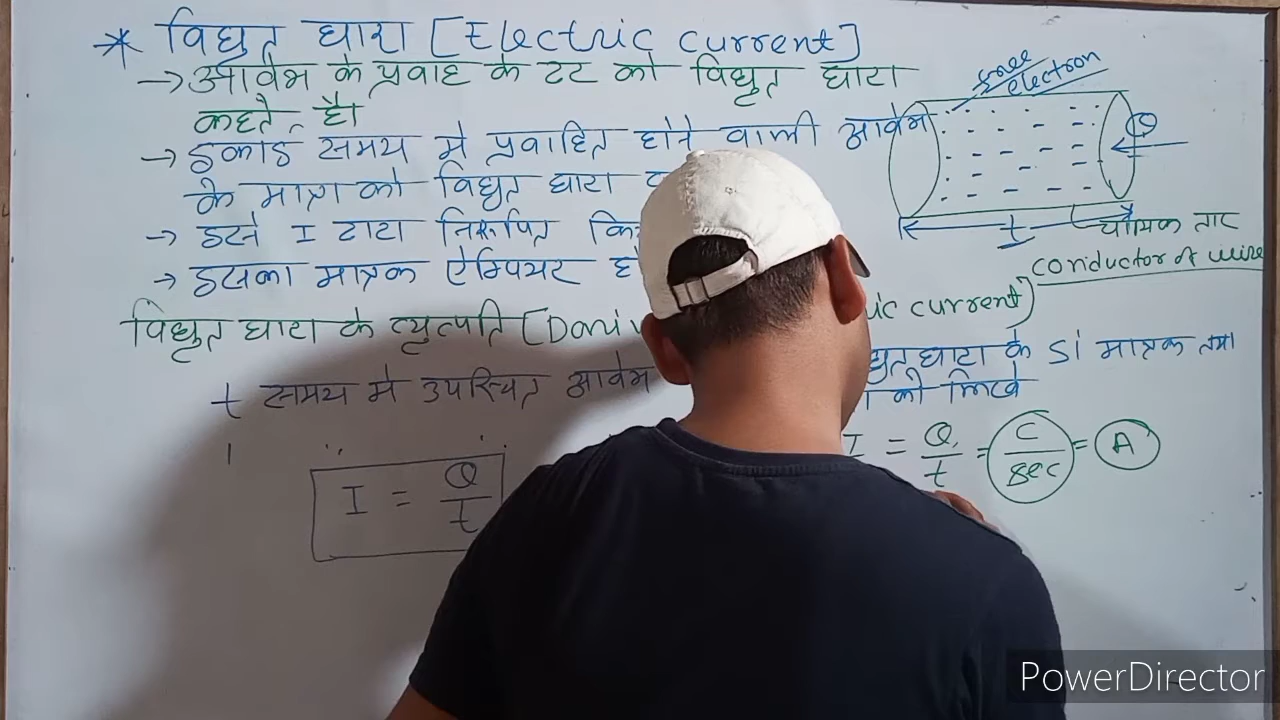 * विद्युत धारा [Electric current]
→ आवेश के प्रवाह के दर को विद्युत धारा
कहते है।
→ इकाई समय मे प्रवाहित होने वाली आवेश
के मात्रा को विद्युत धारा
→ इसे I द्वारा निरूपित
→ इसका मात्रक ऐम्पियर
free
electron
Q
t
चालिक तार
conductor of wire
विद्युत धारा के व्युत्पति [Deri ic current]
t समय मे उपस्थित आवेश
I = Q/t
धारा के SI मात्रक तथा
को लिखे
I = Q/t = C/sec = A
PowerDirector